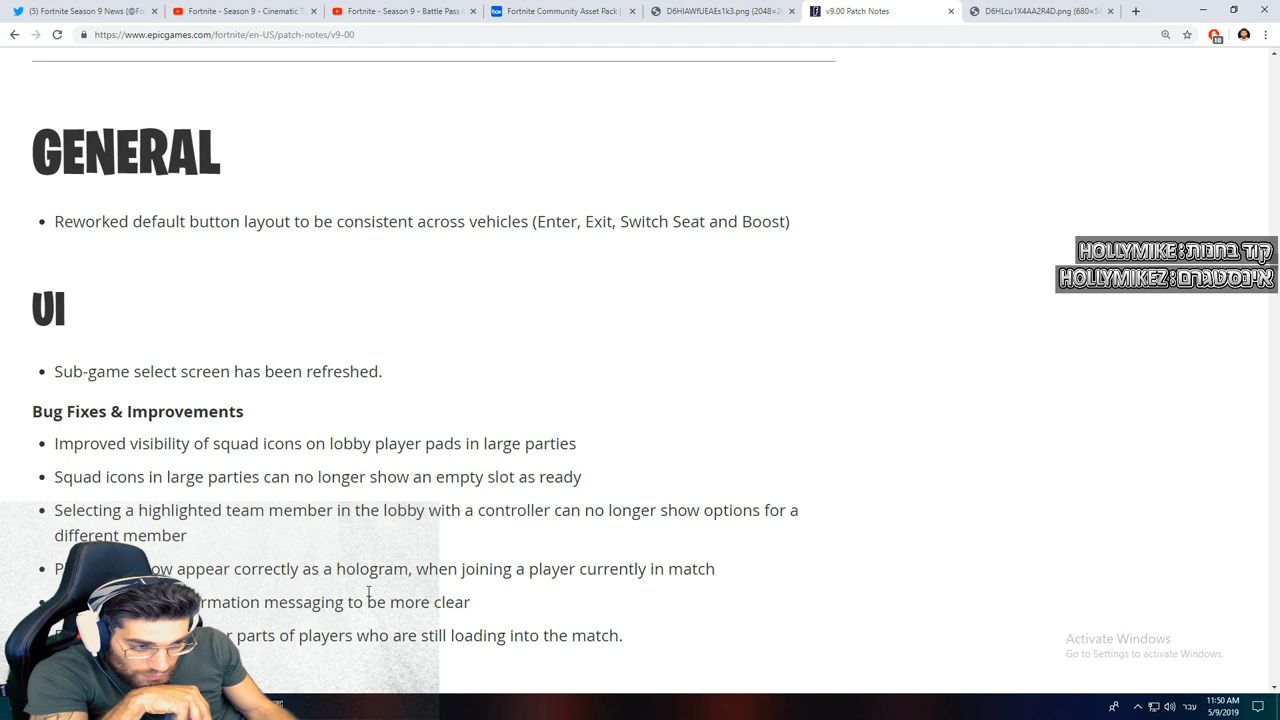 (5) Fortnite Season 9 News (@Fo
Fortnite - Season 9 - Cinematic T
Fortnite - Season 9 - Battle Pass
Fortnite Community Asset Pack |
D6HIAWfUEAEs1k3.png (2048×2
v9.00 Patch Notes
D6HLcu1X4AA2R4D.png (680×5
https://www.epicgames.com/fortnite/en-US/patch-notes/v9-00
GENERAL
Reworked default button layout to be consistent across vehicles (Enter, Exit, Switch Seat and Boost)
קוד בחנות: HOLLYMIKE
אינסטגרם: HOLLYMIKEZ
UI
Sub-game select screen has been refreshed.
Bug Fixes & Improvements
Improved visibility of squad icons on lobby player pads in large parties
Squad icons in large parties can no longer show an empty slot as ready
Selecting a highlighted team member in the lobby with a controller can no longer show options for a
different member
appear correctly as a hologram, when joining a player currently in match
messaging to be more clear
parts of players who are still loading into the match.
Activate Windows
Go to Settings to activate Windows.
11:50 AM
עבר
5/9/2019